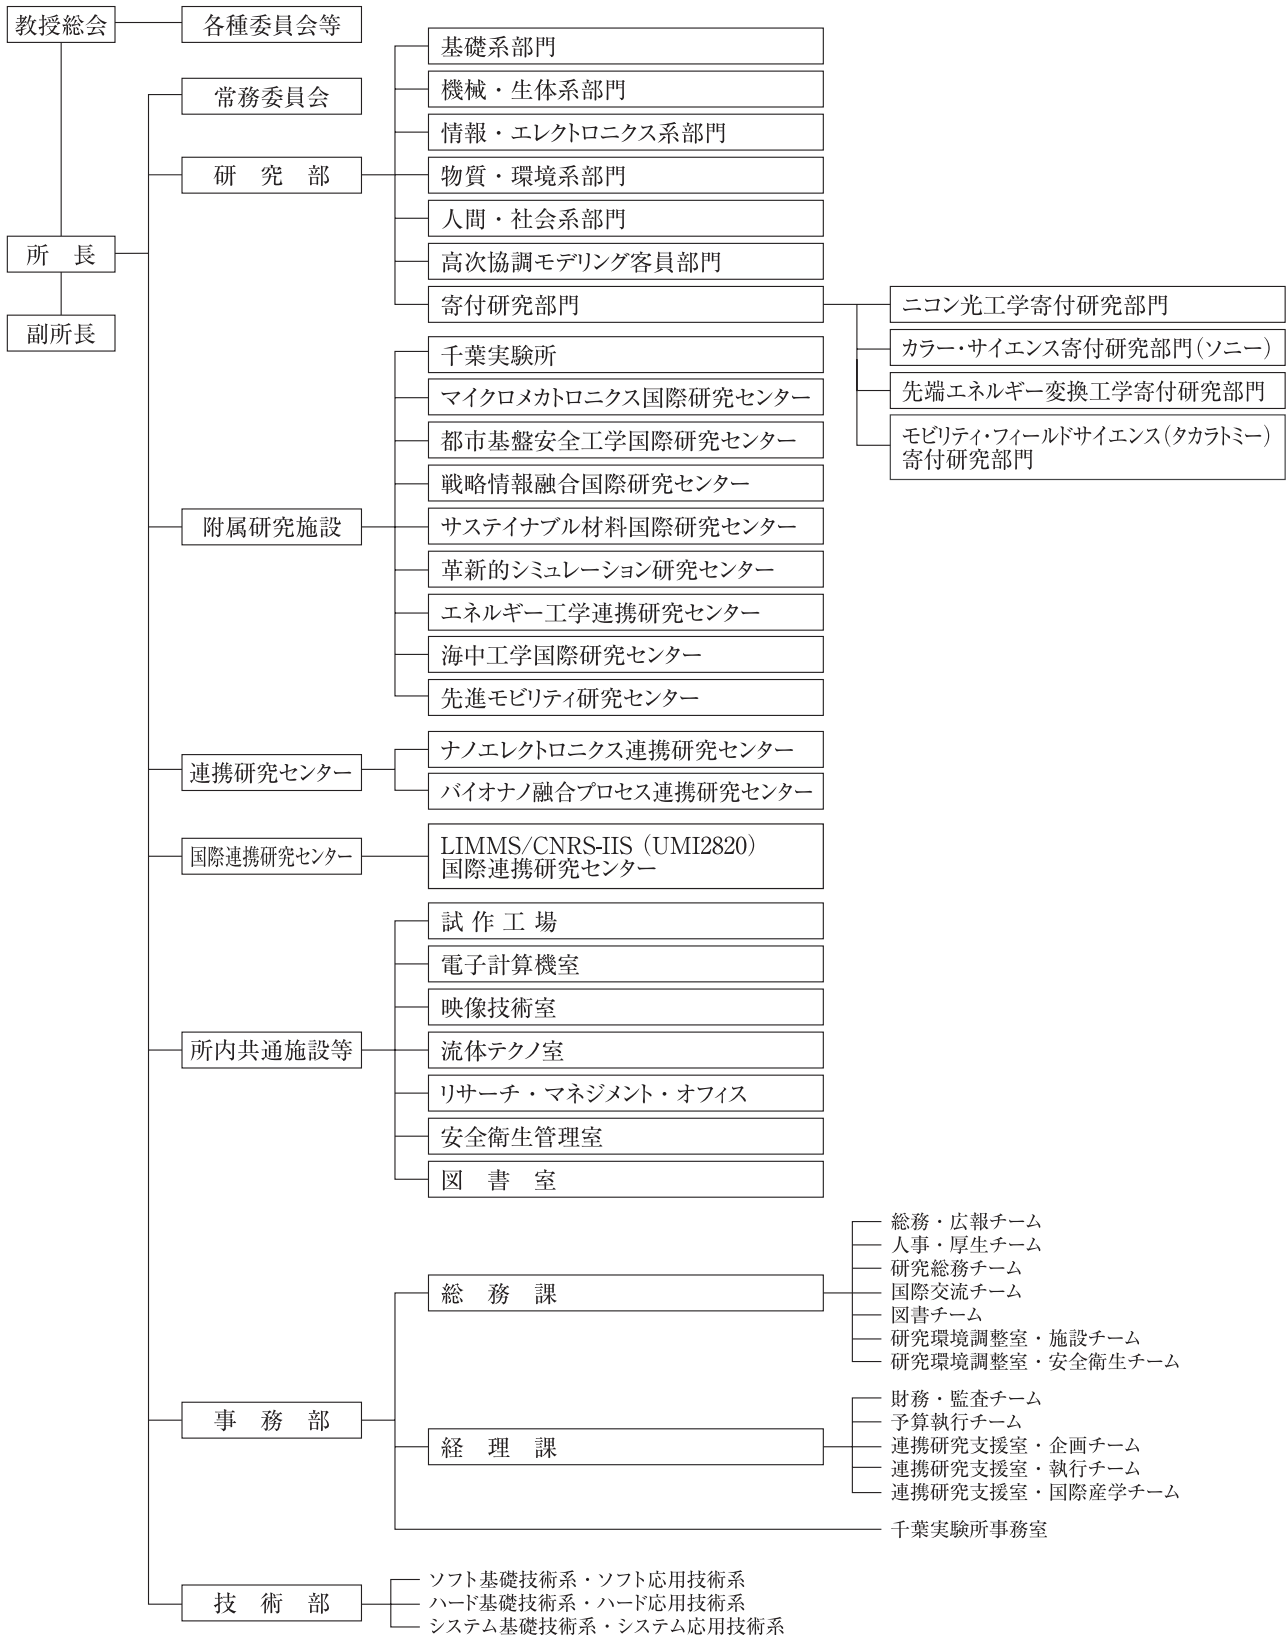 教授総会
各種委員会等
常務委員会
研究部
基礎系部門
機械・生体系部門
情報・エレクトロニクス系部門
物質・環境系部門
人間・社会系部門
高次協調モデリング客員部門
寄付研究部門
ニコン光工学寄付研究部門
カラー・サイエンス寄付研究部門(ソニー)
先端エネルギー変換工学寄付研究部門
モビリティ・フィールドサイエンス(タカラトミー)
寄付研究部門
所長
副所長
附属研究施設
千葉実験所
マイクロメカトロニクス国際研究センター
都市基盤安全工学国際研究センター
戦略情報融合国際研究センター
サステイナブル材料国際研究センター
革新的シミュレーション研究センター
エネルギー工学連携研究センター
海中工学国際研究センター
先進モビリティ研究センター
連携研究センター
ナノエレクトロニクス連携研究センター
バイオナノ融合プロセス連携研究センター
国際連携研究センター
LIMMS/CNRS-IIS (UMI2820)
国際連携研究センター
所内共通施設等
試作工場
電子計算機室
映像技術室
流体テクノ室
リサーチ・マネジメント・オフィス
安全衛生管理室
図書室
事務部
総務課
総務・広報チーム
人事・厚生チーム
研究総務チーム
国際交流チーム
図書チーム
研究環境調整室・施設チーム
研究環境調整室・安全衛生チーム
経理課
財務・監査チーム
予算執行チーム
連携研究支援室・企画チーム
連携研究支援室・執行チーム
連携研究支援室・国際産学チーム
千葉実験所事務室
技術部
ソフト基礎技術系・ソフト応用技術系
ハード基礎技術系・ハード応用技術系
システム基礎技術系・システム応用技術系